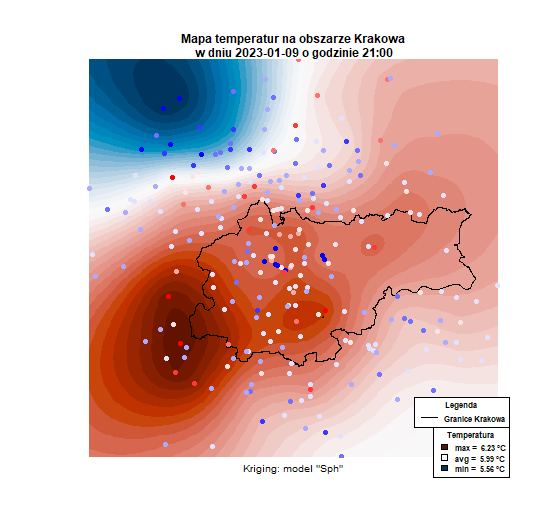 Mapa temperatur na obszarze Krakowa
w dniu 2023-01-09 o godzinie 21:00
Legenda
Granice Krakowa
Temperatura
max = 6.23 °C
avg = 5.99 °C
min = 5.56 °C
Kriging: model "Sph"